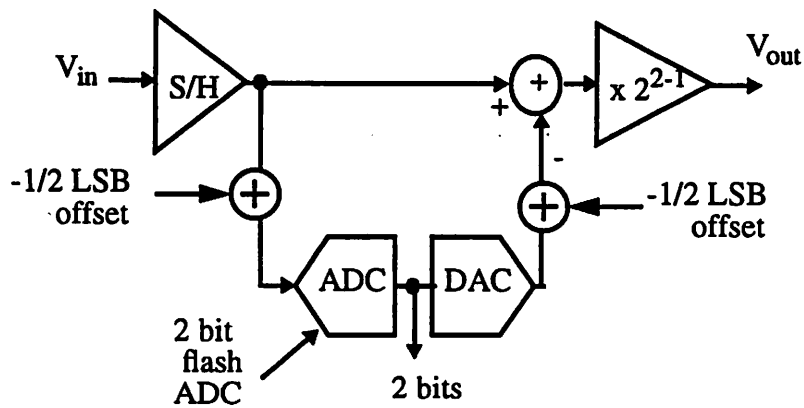 V_in
S/H
+
+
x 2^{2-1}
V_out
-
-1/2 LSB
offset
+
+
-1/2 LSB
offset
ADC
DAC
2 bit
flash
ADC
2 bits